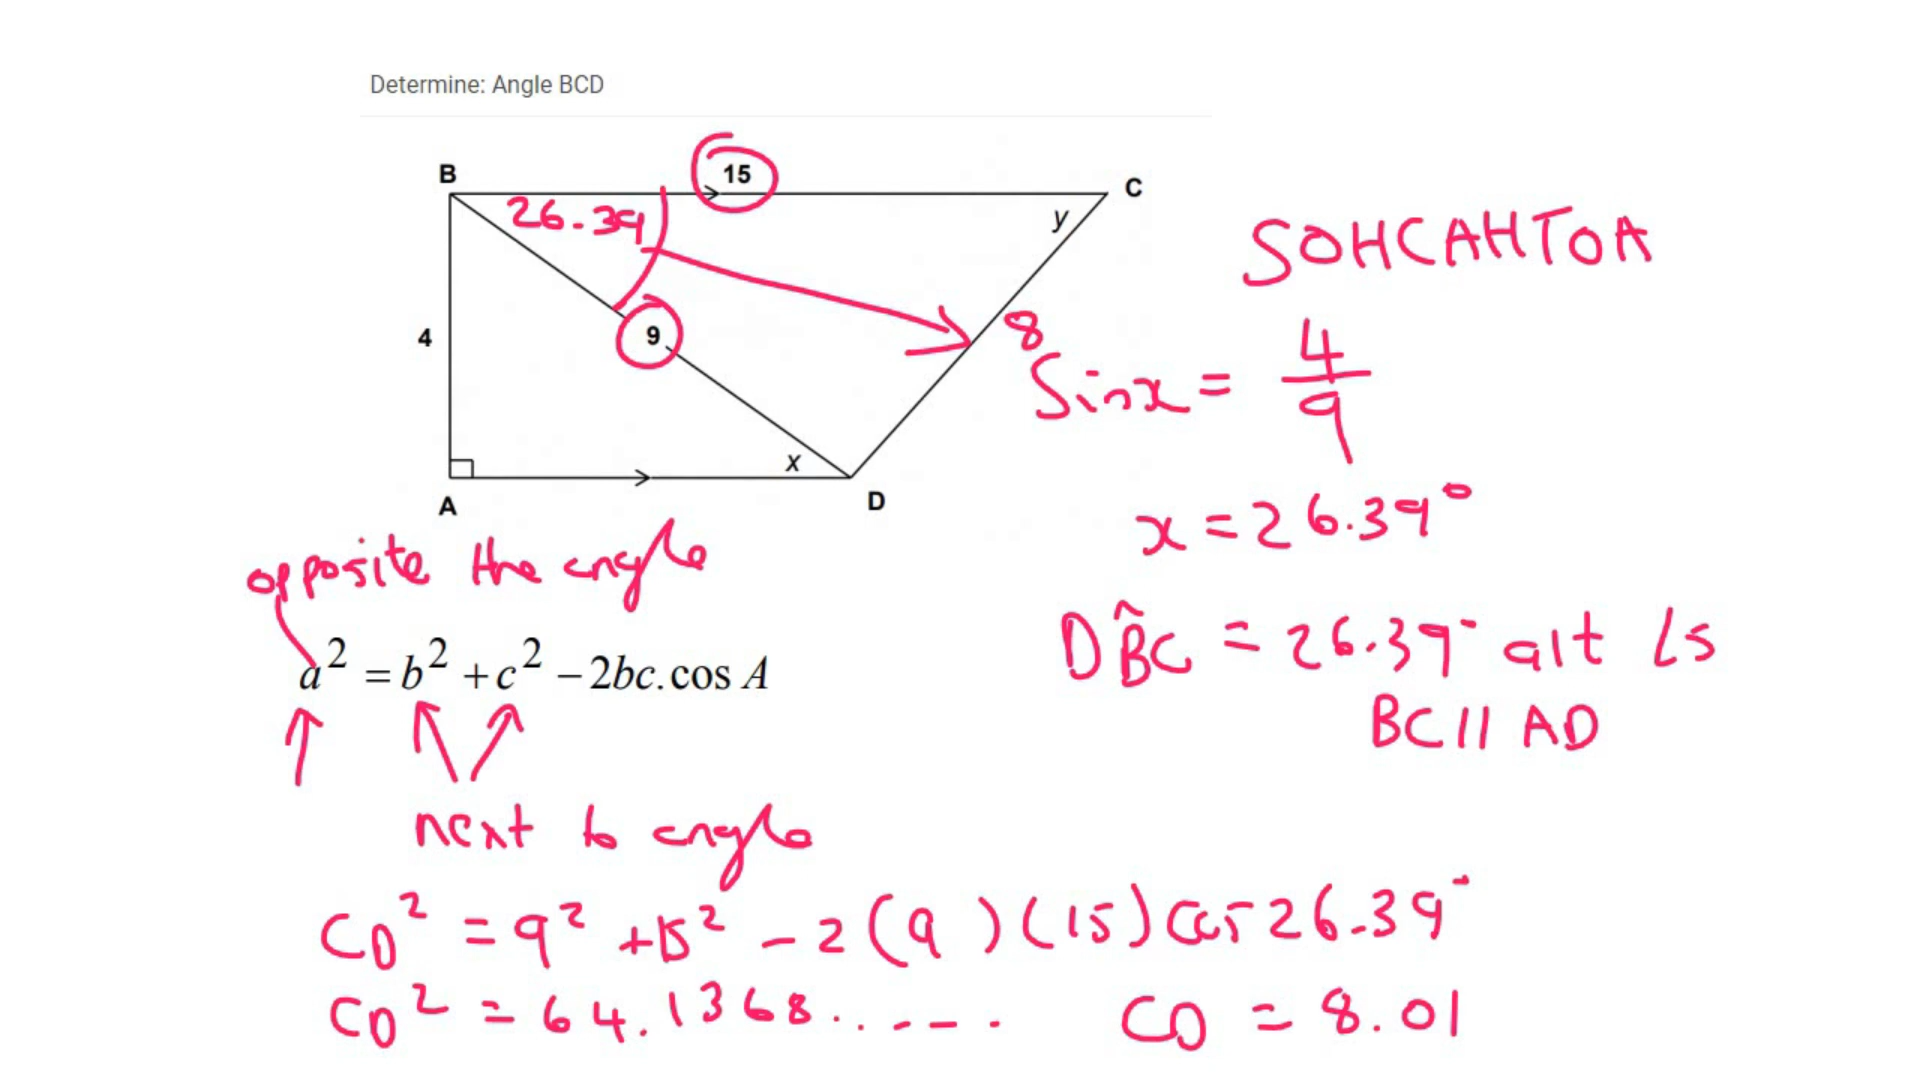 Determine: Angle BCD
B
15
C
26.39
y
SOHCAHTOA
4
9
8
Sinx = 4/9
x
A
D
x = 26.39°
opposite the angle
DB̂C = 26.39° alt ∠s
a² = b² + c² − 2bc.cos A
BC // AD
next to angle
CD² = 9² + 15² − 2(9)(15)Cos26.39°
CD² = 64.1368..---.
CD = 8.01